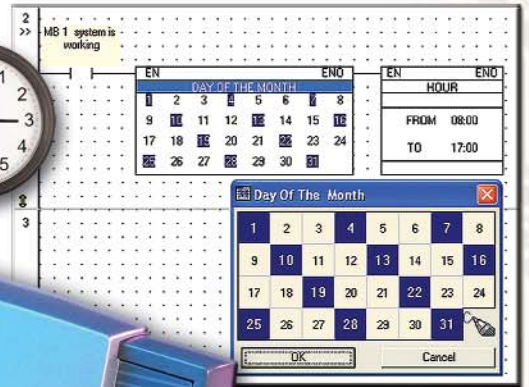 2
>>
MB 1 system is
working
EN ENO
DAY OF THE MONTH
1 2 3 4 5 6 7 8
9 10 11 12 13 14 15 16
17 18 19 20 21 22 23 24
25 26 27 28 29 30 31
EN ENO
HOUR
FROM 08:00
TO 17:00
1
2
3
4
5
3
Day Of The Month
1 2 3 4 5 6 7 8
9 10 11 12 13 14 15 16
17 18 19 20 21 22 23 24
25 26 27 28 29 30 31
OK Cancel